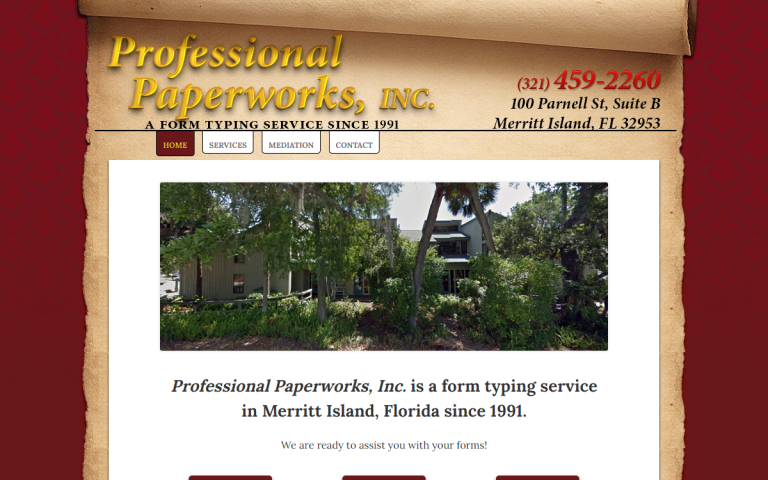 Professional
Paperworks, INC.
A FORM TYPING SERVICE SINCE 1991
(321) 459-2260
100 Parnell St, Suite B
Merritt Island, FL 32953
HOME
SERVICES
MEDIATION
CONTACT
Professional Paperworks, Inc. is a form typing service
in Merritt Island, Florida since 1991.
We are ready to assist you with your forms!